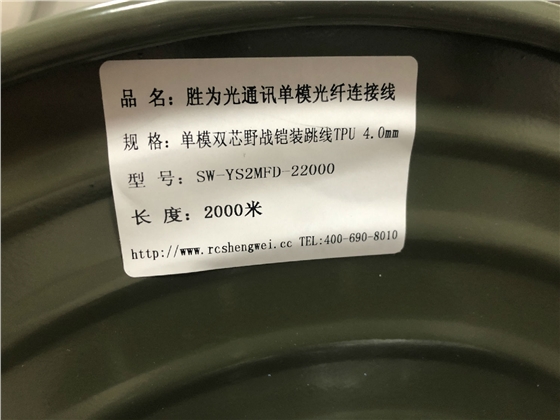 品 名：胜为光通讯单模光纤连接线
规 格：单模双芯野战铠装跳线TPU 4.0mm
型 号：SW-YS2MFD-22000
长 度：2000米
http://www.rcshengwei.cc TEL:400-690-8010